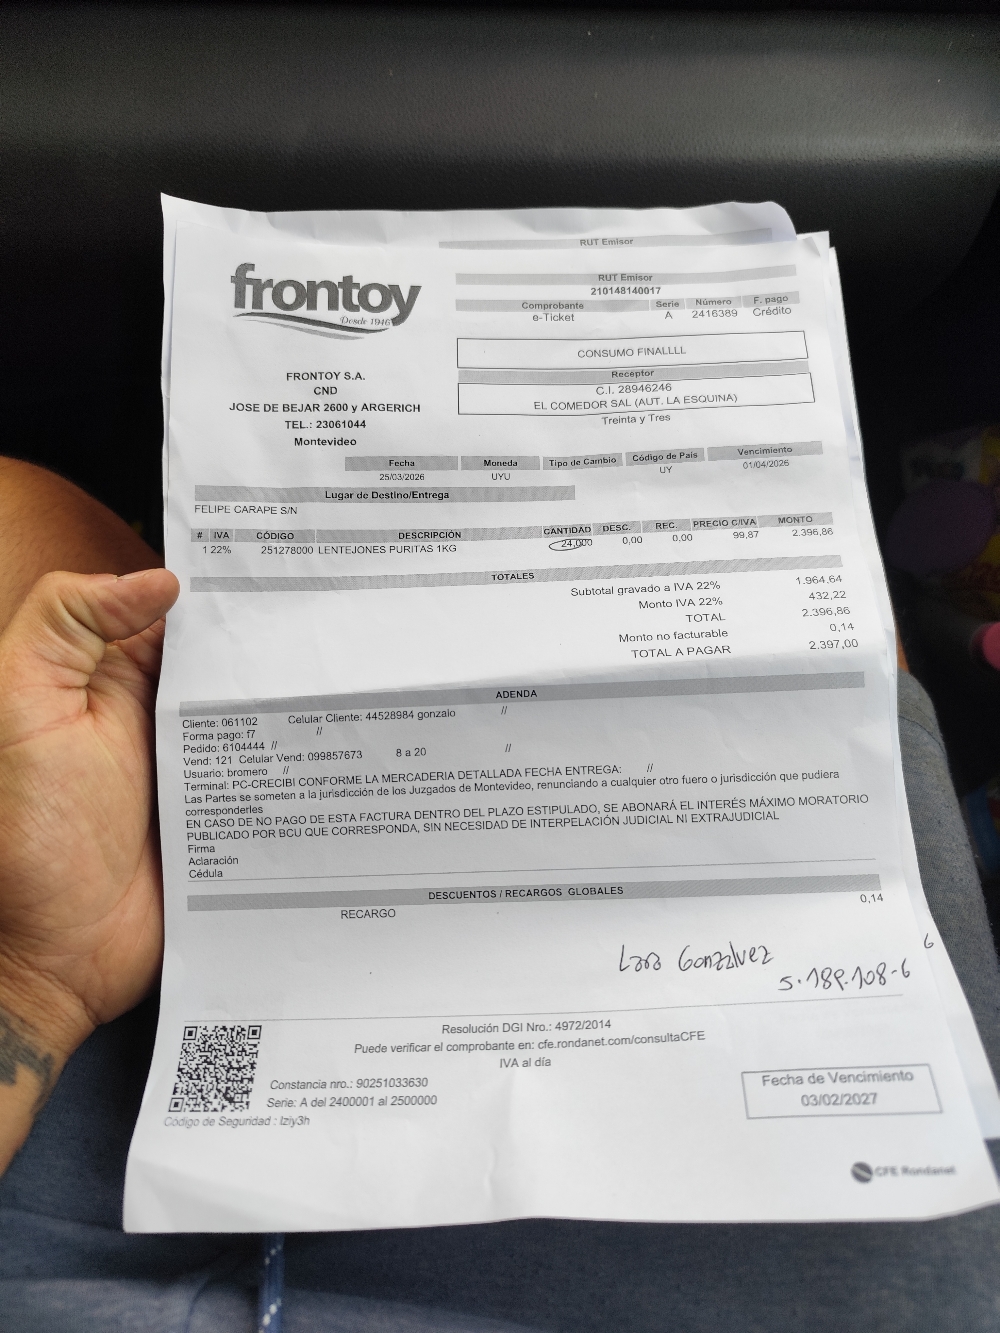 RUT Emisor
frontoy
Desde 1946
RUT Emisor
210148140017
Comprobante Serie Número F. pago
e-Ticket A 2416389 Crédito
CONSUMO FINALLLL
Receptor
C.I. 28946246
EL COMEDOR SAL (AUT. LA ESQUINA)
Treinta y Tres
FRONTOY S.A.
CND
JOSE DE BEJAR 2600 y ARGERICH
TEL.: 23061044
Montevideo
Fecha Moneda Tipo de Cambio Código de País Vencimiento
25/03/2026 UYU UY 01/04/2026
Lugar de Destino/Entrega
FELIPE CARAPE S/N
# IVA CÓDIGO DESCRIPCIÓN CANTIDAD DESC. REC. PRECIO C/IVA MONTO
1 22% 251278000 LENTEJONES PURITAS 1KG 24,000 0,00 0,00 99,87 2.396,86
TOTALES
Subtotal gravado a IVA 22% 1.964,64
Monto IVA 22% 432,22
TOTAL 2.396,86
Monto no facturable 0,14
TOTAL A PAGAR 2.397,00
ADENDA
Cliente: 061102 Celular Cliente: 44528984 gonzalo //
Forma pago: f7 //
Pedido: 6104444 //
Vend: 121 Celular Vend: 099857673 8 a 20 //
Usuario: bromero //
Terminal: PC-CRECIBI CONFORME LA MERCADERIA DETALLADA FECHA ENTREGA: //
Las Partes se someten a la jurisdicción de los Juzgados de Montevideo, renunciando a cualquier otro fuero o jurisdicción que pudiera
corresponderles
EN CASO DE NO PAGO DE ESTA FACTURA DENTRO DEL PLAZO ESTIPULADO, SE ABONARÁ EL INTERÉS MÁXIMO MORATORIO
PUBLICADO POR BCU QUE CORRESPONDA, SIN NECESIDAD DE INTERPELACIÓN JUDICIAL NI EXTRAJUDICIAL
Firma
Aclaración
Cédula
DESCUENTOS / RECARGOS GLOBALES
RECARGO 0,14
Lara Gonzalvez
5.189.108-6
6
Resolución DGI Nro.: 4972/2014
Puede verificar el comprobante en: cfe.rondanet.com/consultaCFE
IVA al día
Constancia nro.: 90251033630
Serie: A del 2400001 al 2500000
Código de Seguridad : Iziy3h
Fecha de Vencimiento
03/02/2027
CFE Rondanet